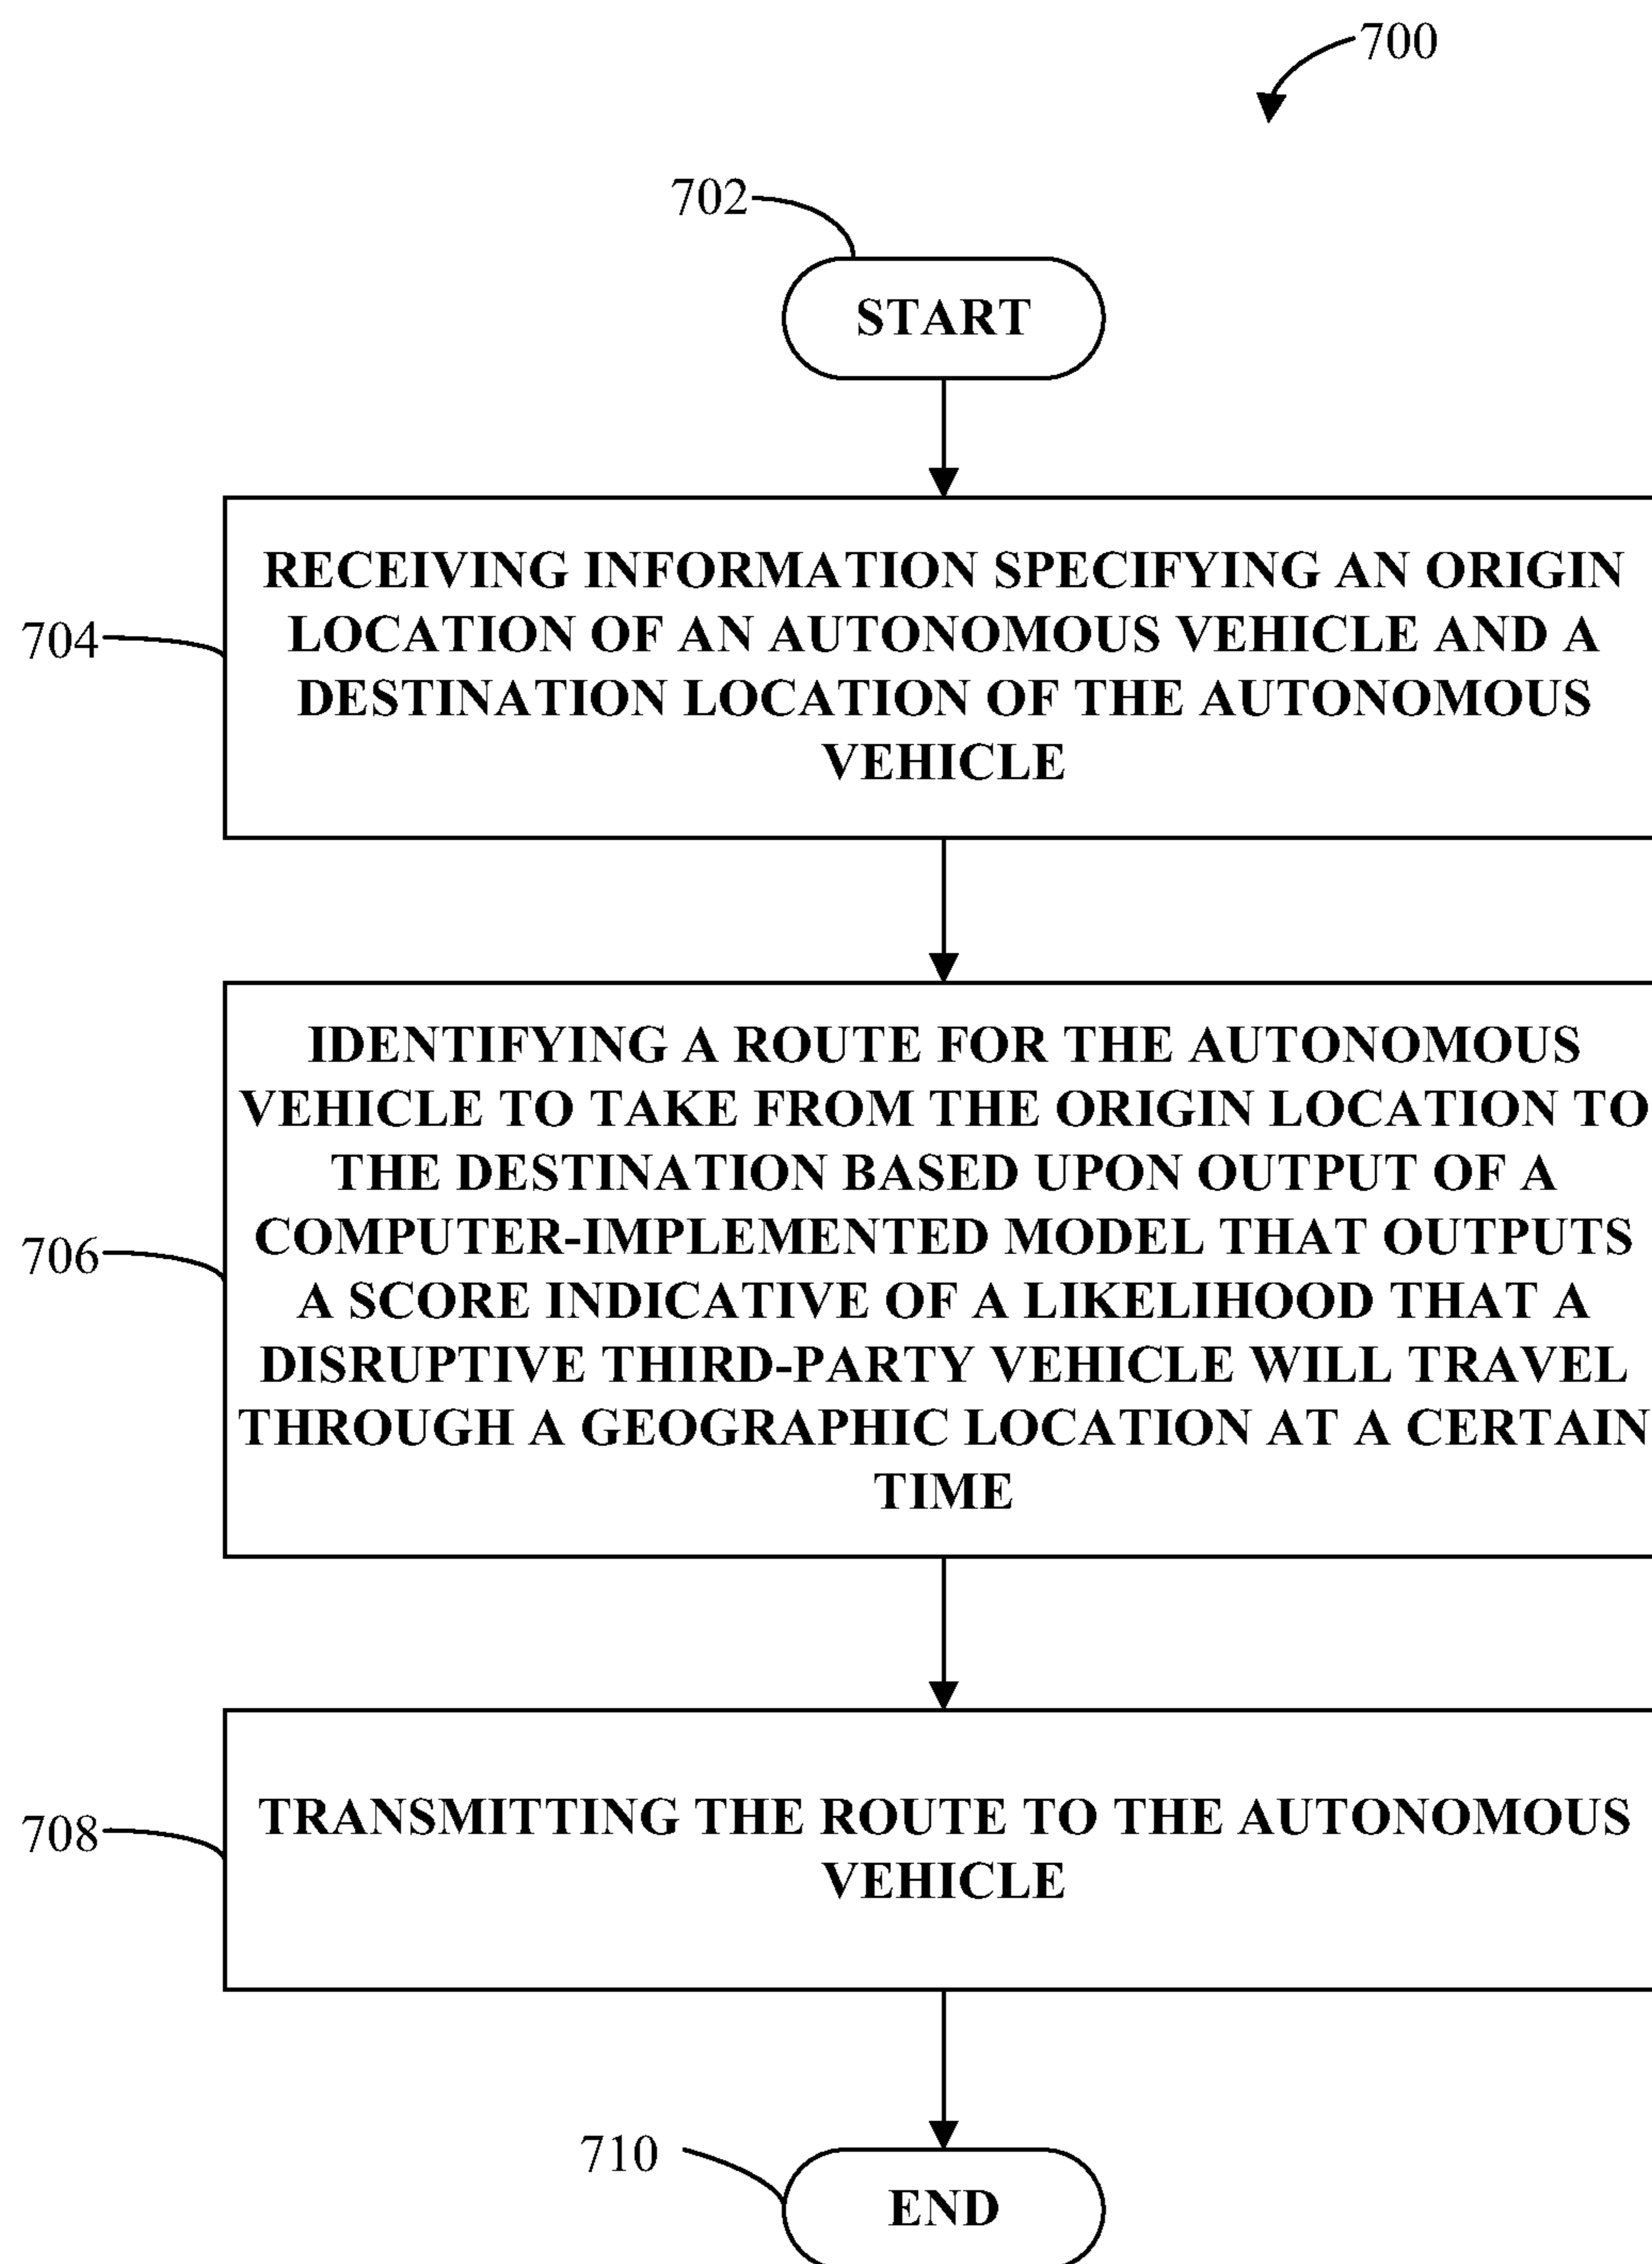 700
702
START
704
RECEIVING INFORMATION SPECIFYING AN ORIGIN
LOCATION OF AN AUTONOMOUS VEHICLE AND A
DESTINATION LOCATION OF THE AUTONOMOUS
VEHICLE
706
IDENTIFYING A ROUTE FOR THE AUTONOMOUS
VEHICLE TO TAKE FROM THE ORIGIN LOCATION TO
THE DESTINATION BASED UPON OUTPUT OF A
COMPUTER-IMPLEMENTED MODEL THAT OUTPUTS
A SCORE INDICATIVE OF A LIKELIHOOD THAT A
DISRUPTIVE THIRD-PARTY VEHICLE WILL TRAVEL
THROUGH A GEOGRAPHIC LOCATION AT A CERTAIN
TIME
708
TRANSMITTING THE ROUTE TO THE AUTONOMOUS
VEHICLE
710
END